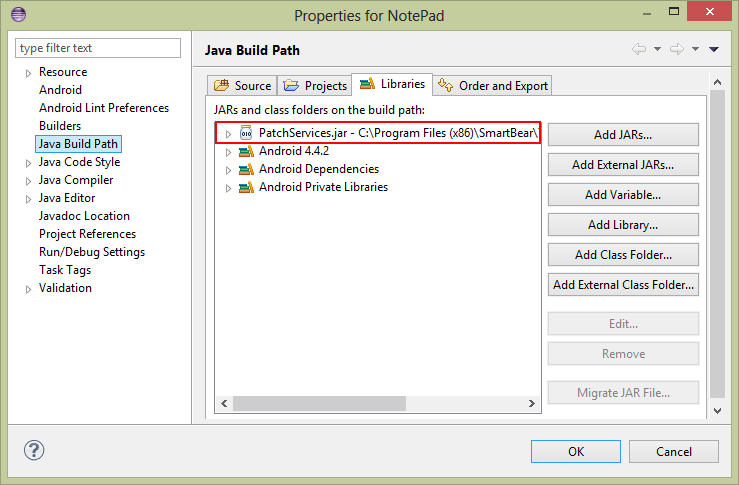 Properties for NotePad
type filter text
Resource
Android
Android Lint Preferences
Builders
Java Build Path
Java Code Style
Java Compiler
Java Editor
Javadoc Location
Project References
Run/Debug Settings
Task Tags
Validation
Java Build Path
Source Projects Libraries Order and Export
JARs and class folders on the build path:
PatchServices.jar - C:\Program Files (x86)\SmartBear\
Android 4.4.2
Android Dependencies
Android Private Libraries
Add JARs...
Add External JARs...
Add Variable...
Add Library...
Add Class Folder...
Add External Class Folder...
Edit...
Remove
Migrate JAR File...
OK Cancel